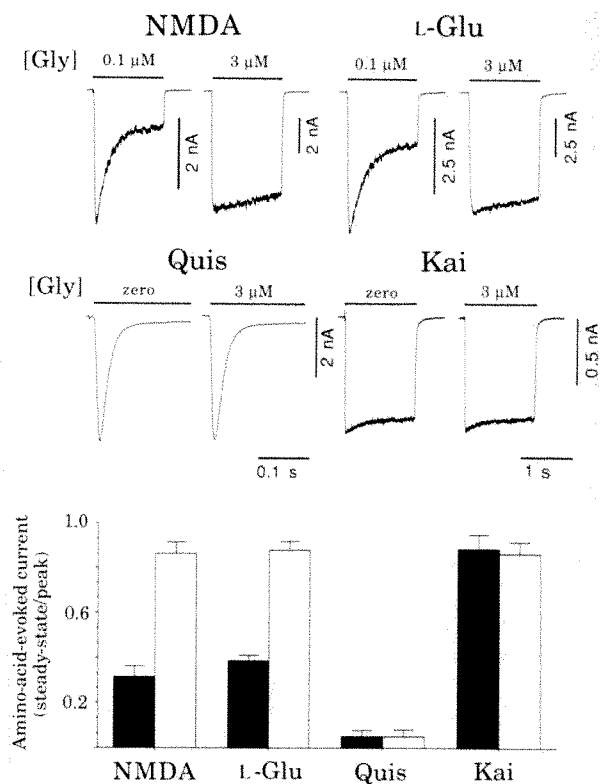 NMDA L-Glu
[Gly] 0.1 µM 3 µM 0.1 µM 3 µM
2 nA 2 nA 2.5 nA 2.5 nA
Quis Kai
[Gly] zero 3 µM zero 3 µM
2 nA 0.5 nA
0.1 s 1 s
Amino-acid-evoked current
(steady-state/peak)
1.0
0.6
0.2
NMDA L-Glu Quis Kai